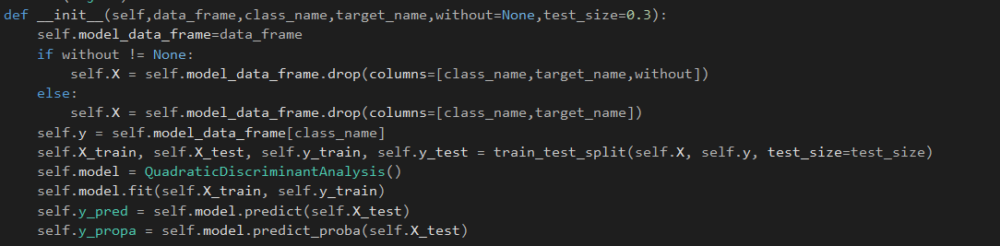 def __init__(self,data_frame,class_name,target_name,without=None,test_size=0.3):
    self.model_data_frame=data_frame
    if without != None:
        self.X = self.model_data_frame.drop(columns=[class_name,target_name,without])
    else:
        self.X = self.model_data_frame.drop(columns=[class_name,target_name])
    self.y = self.model_data_frame[class_name]
    self.X_train, self.X_test, self.y_train, self.y_test = train_test_split(self.X, self.y, test_size=test_size)
    self.model = QuadraticDiscriminantAnalysis()
    self.model.fit(self.X_train, self.y_train)
    self.y_pred = self.model.predict(self.X_test)
    self.y_propa = self.model.predict_proba(self.X_test)